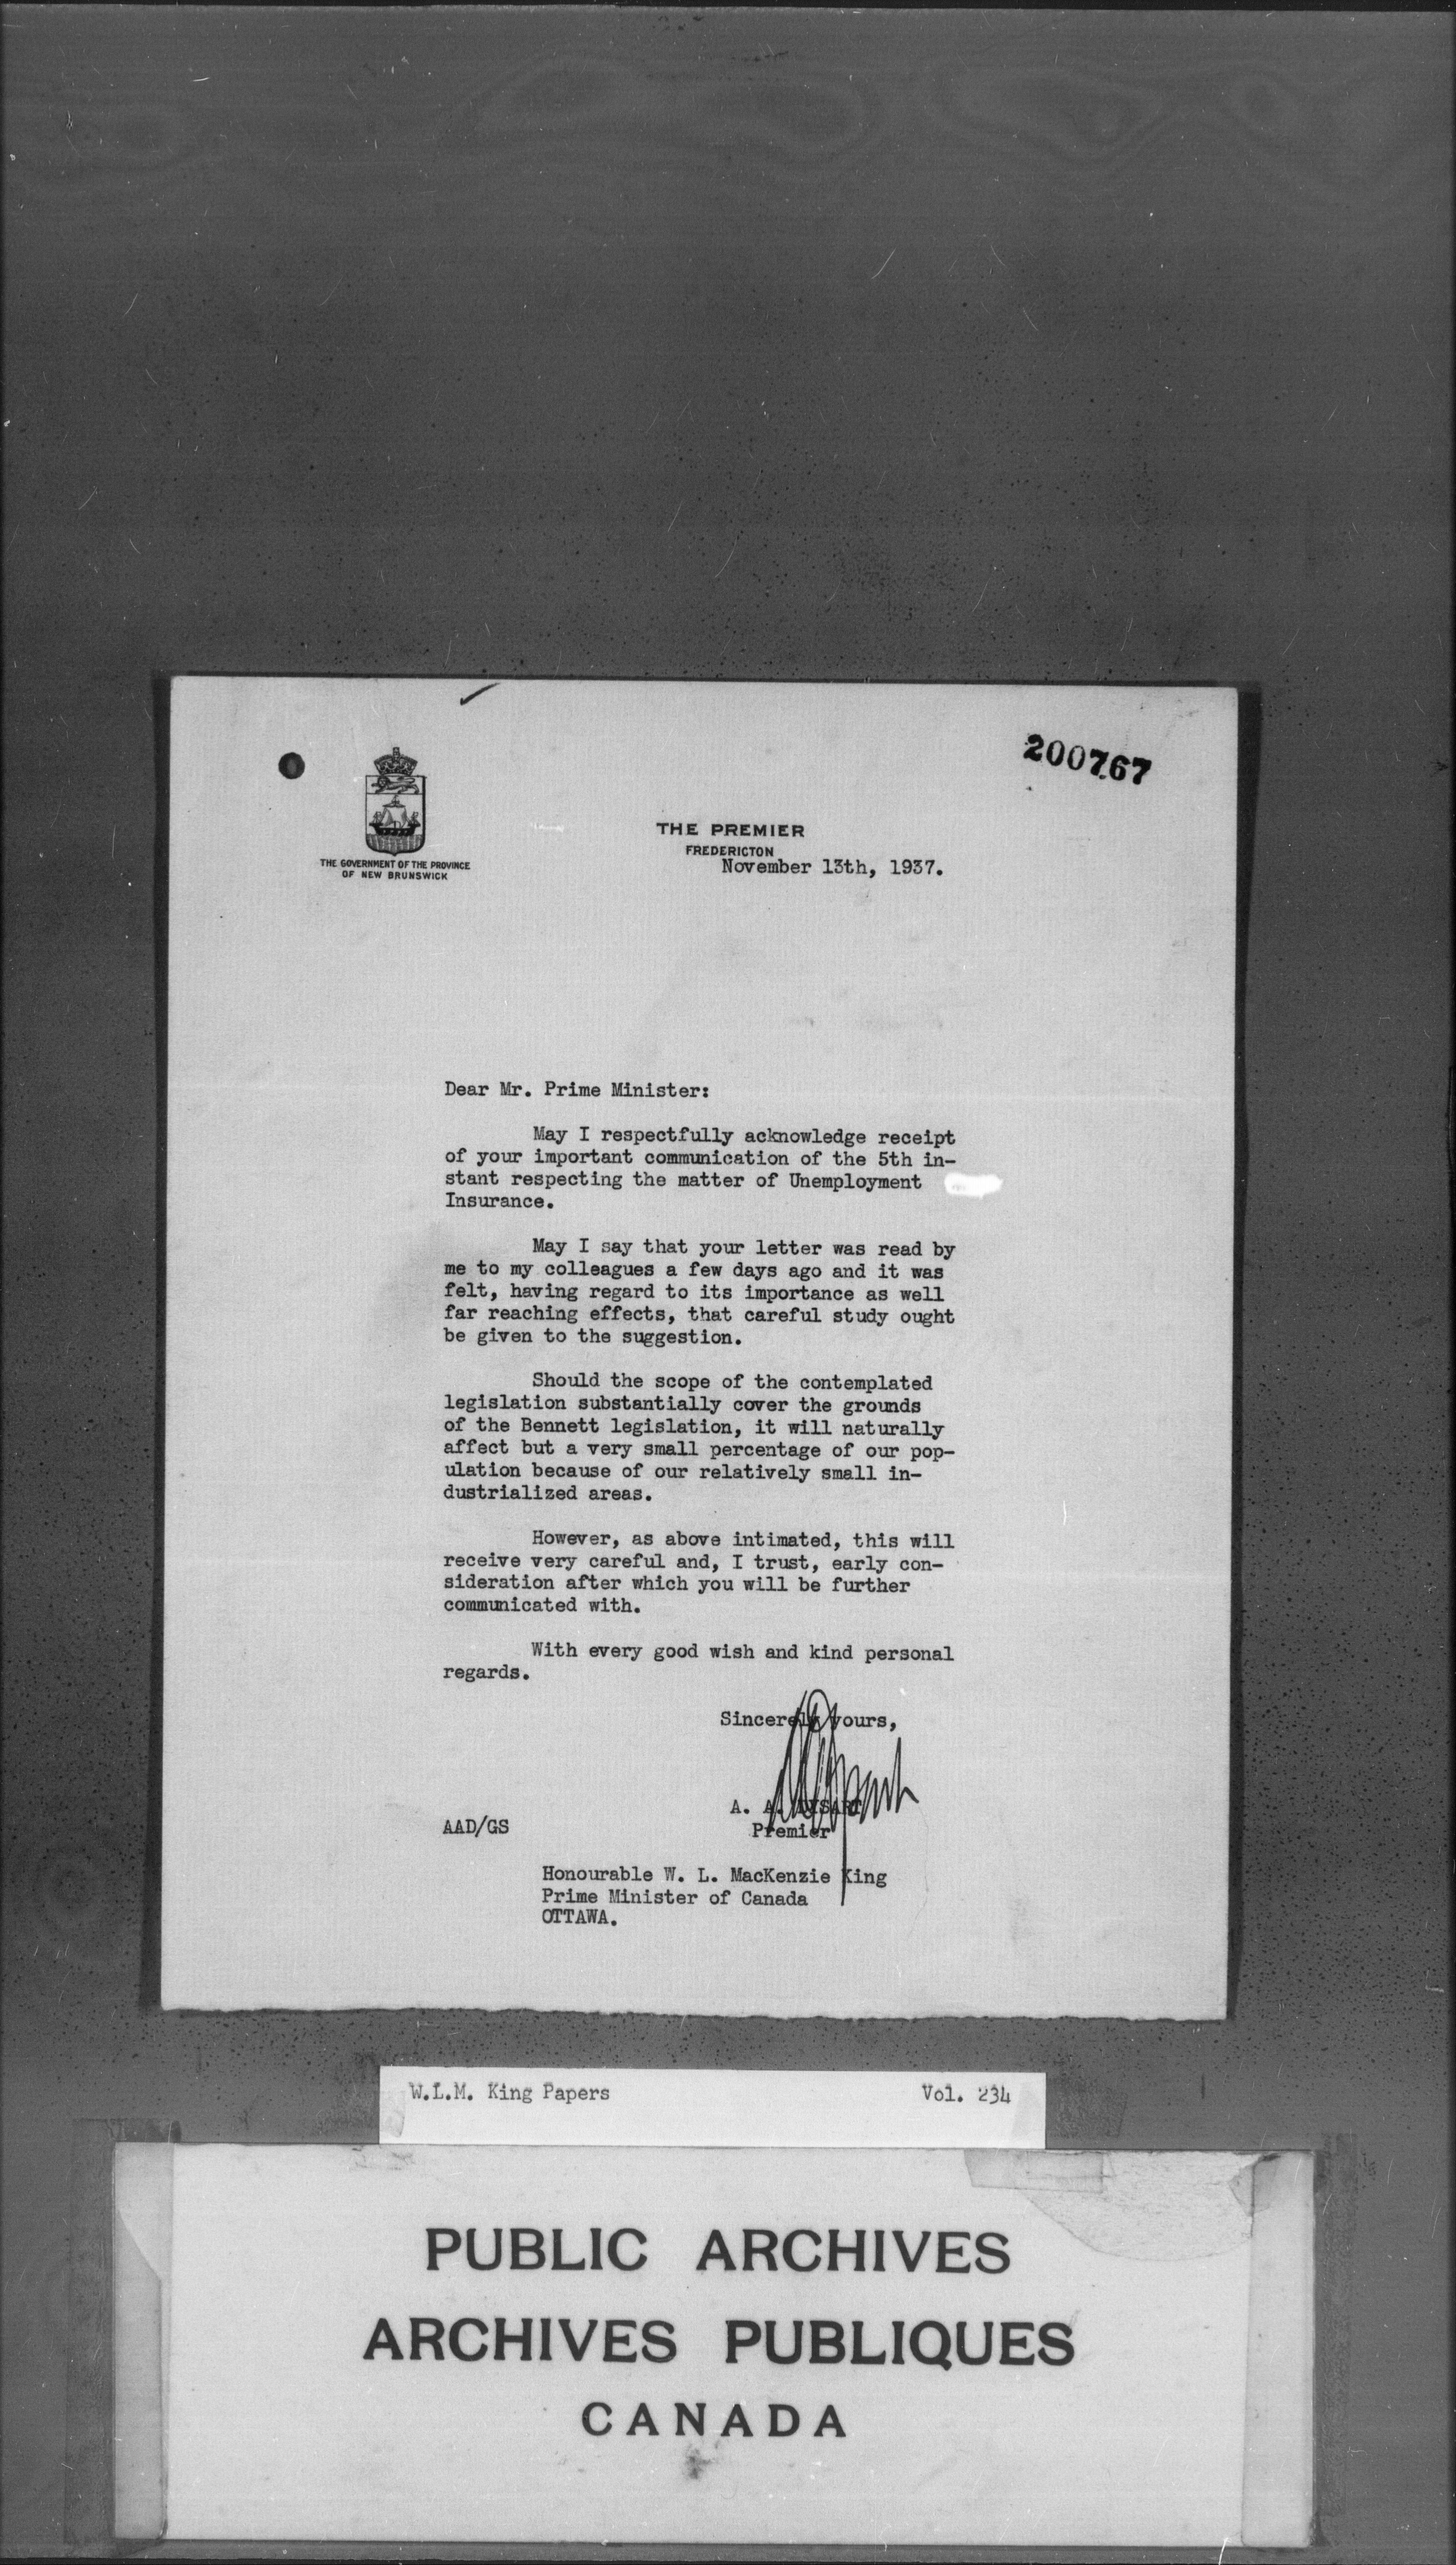 200767
THE GOVERNMENT OF THE PROVINCE
OF NEW BRUNSWICK
THE PREMIER
FREDERICTON
November 13th, 1937.
Dear Mr. Prime Minister:
May I respectfully acknowledge receipt
of your important communication of the 5th in-
stant respecting the matter of Unemployment
Insurance.
May I say that your letter was read by
me to my colleagues a few days ago and it was
felt, having regard to its importance as well
far reaching effects, that careful study ought
be given to the suggestion.
Should the scope of the contemplated
legislation substantially cover the grounds
of the Bennett legislation, it will naturally
affect but a very small percentage of our pop-
ulation because of our relatively small in-
dustrialized areas.
However, as above intimated, this will
receive very careful and, I trust, early con-
sideration after which you will be further
communicated with.
With every good wish and kind personal
regards.
Sincerely yours,
A. A. DYSART
Premier
AAD/GS
Honourable W. L. MacKenzie King
Prime Minister of Canada
OTTAWA.
W.L.M. King Papers Vol. 234
PUBLIC ARCHIVES
ARCHIVES PUBLIQUES
CANADA